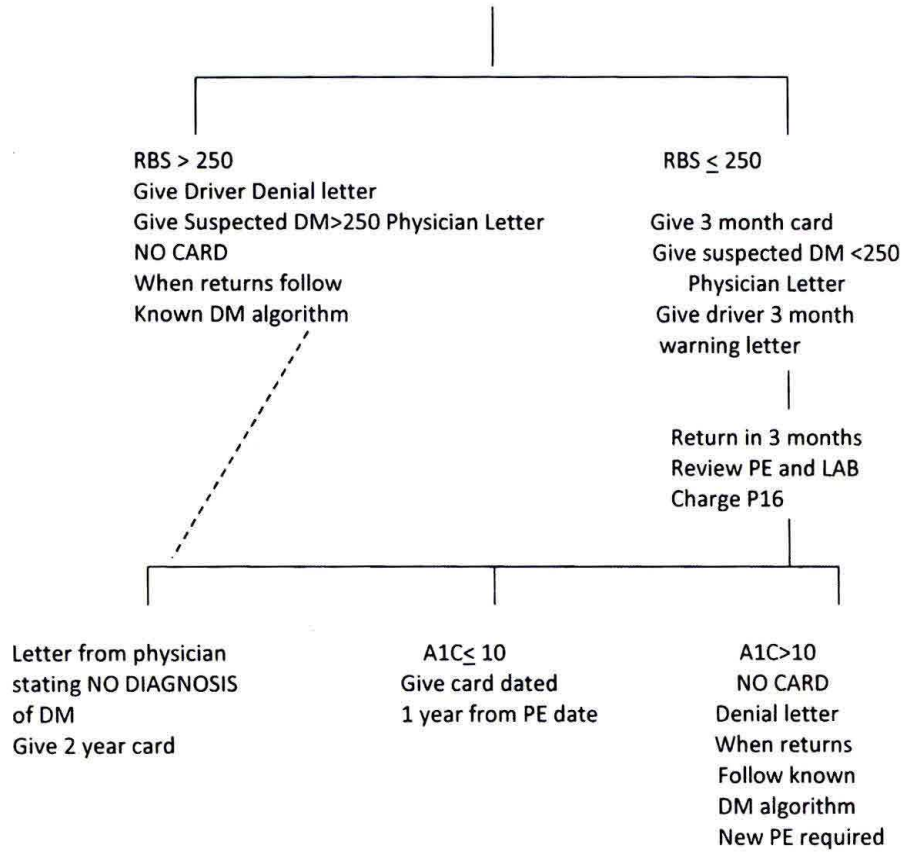 RBS > 250
Give Driver Denial letter
Give Suspected DM>250 Physician Letter
NO CARD
When returns follow
Known DM algorithm
RBS ≤ 250
Give 3 month card
Give suspected DM <250
Physician Letter
Give driver 3 month
warning letter
Return in 3 months
Review PE and LAB
Charge P16
Letter from physician
stating NO DIAGNOSIS
of DM
Give 2 year card
A1C≤ 10
Give card dated
1 year from PE date
A1C>10
NO CARD
Denial letter
When returns
Follow known
DM algorithm
New PE required